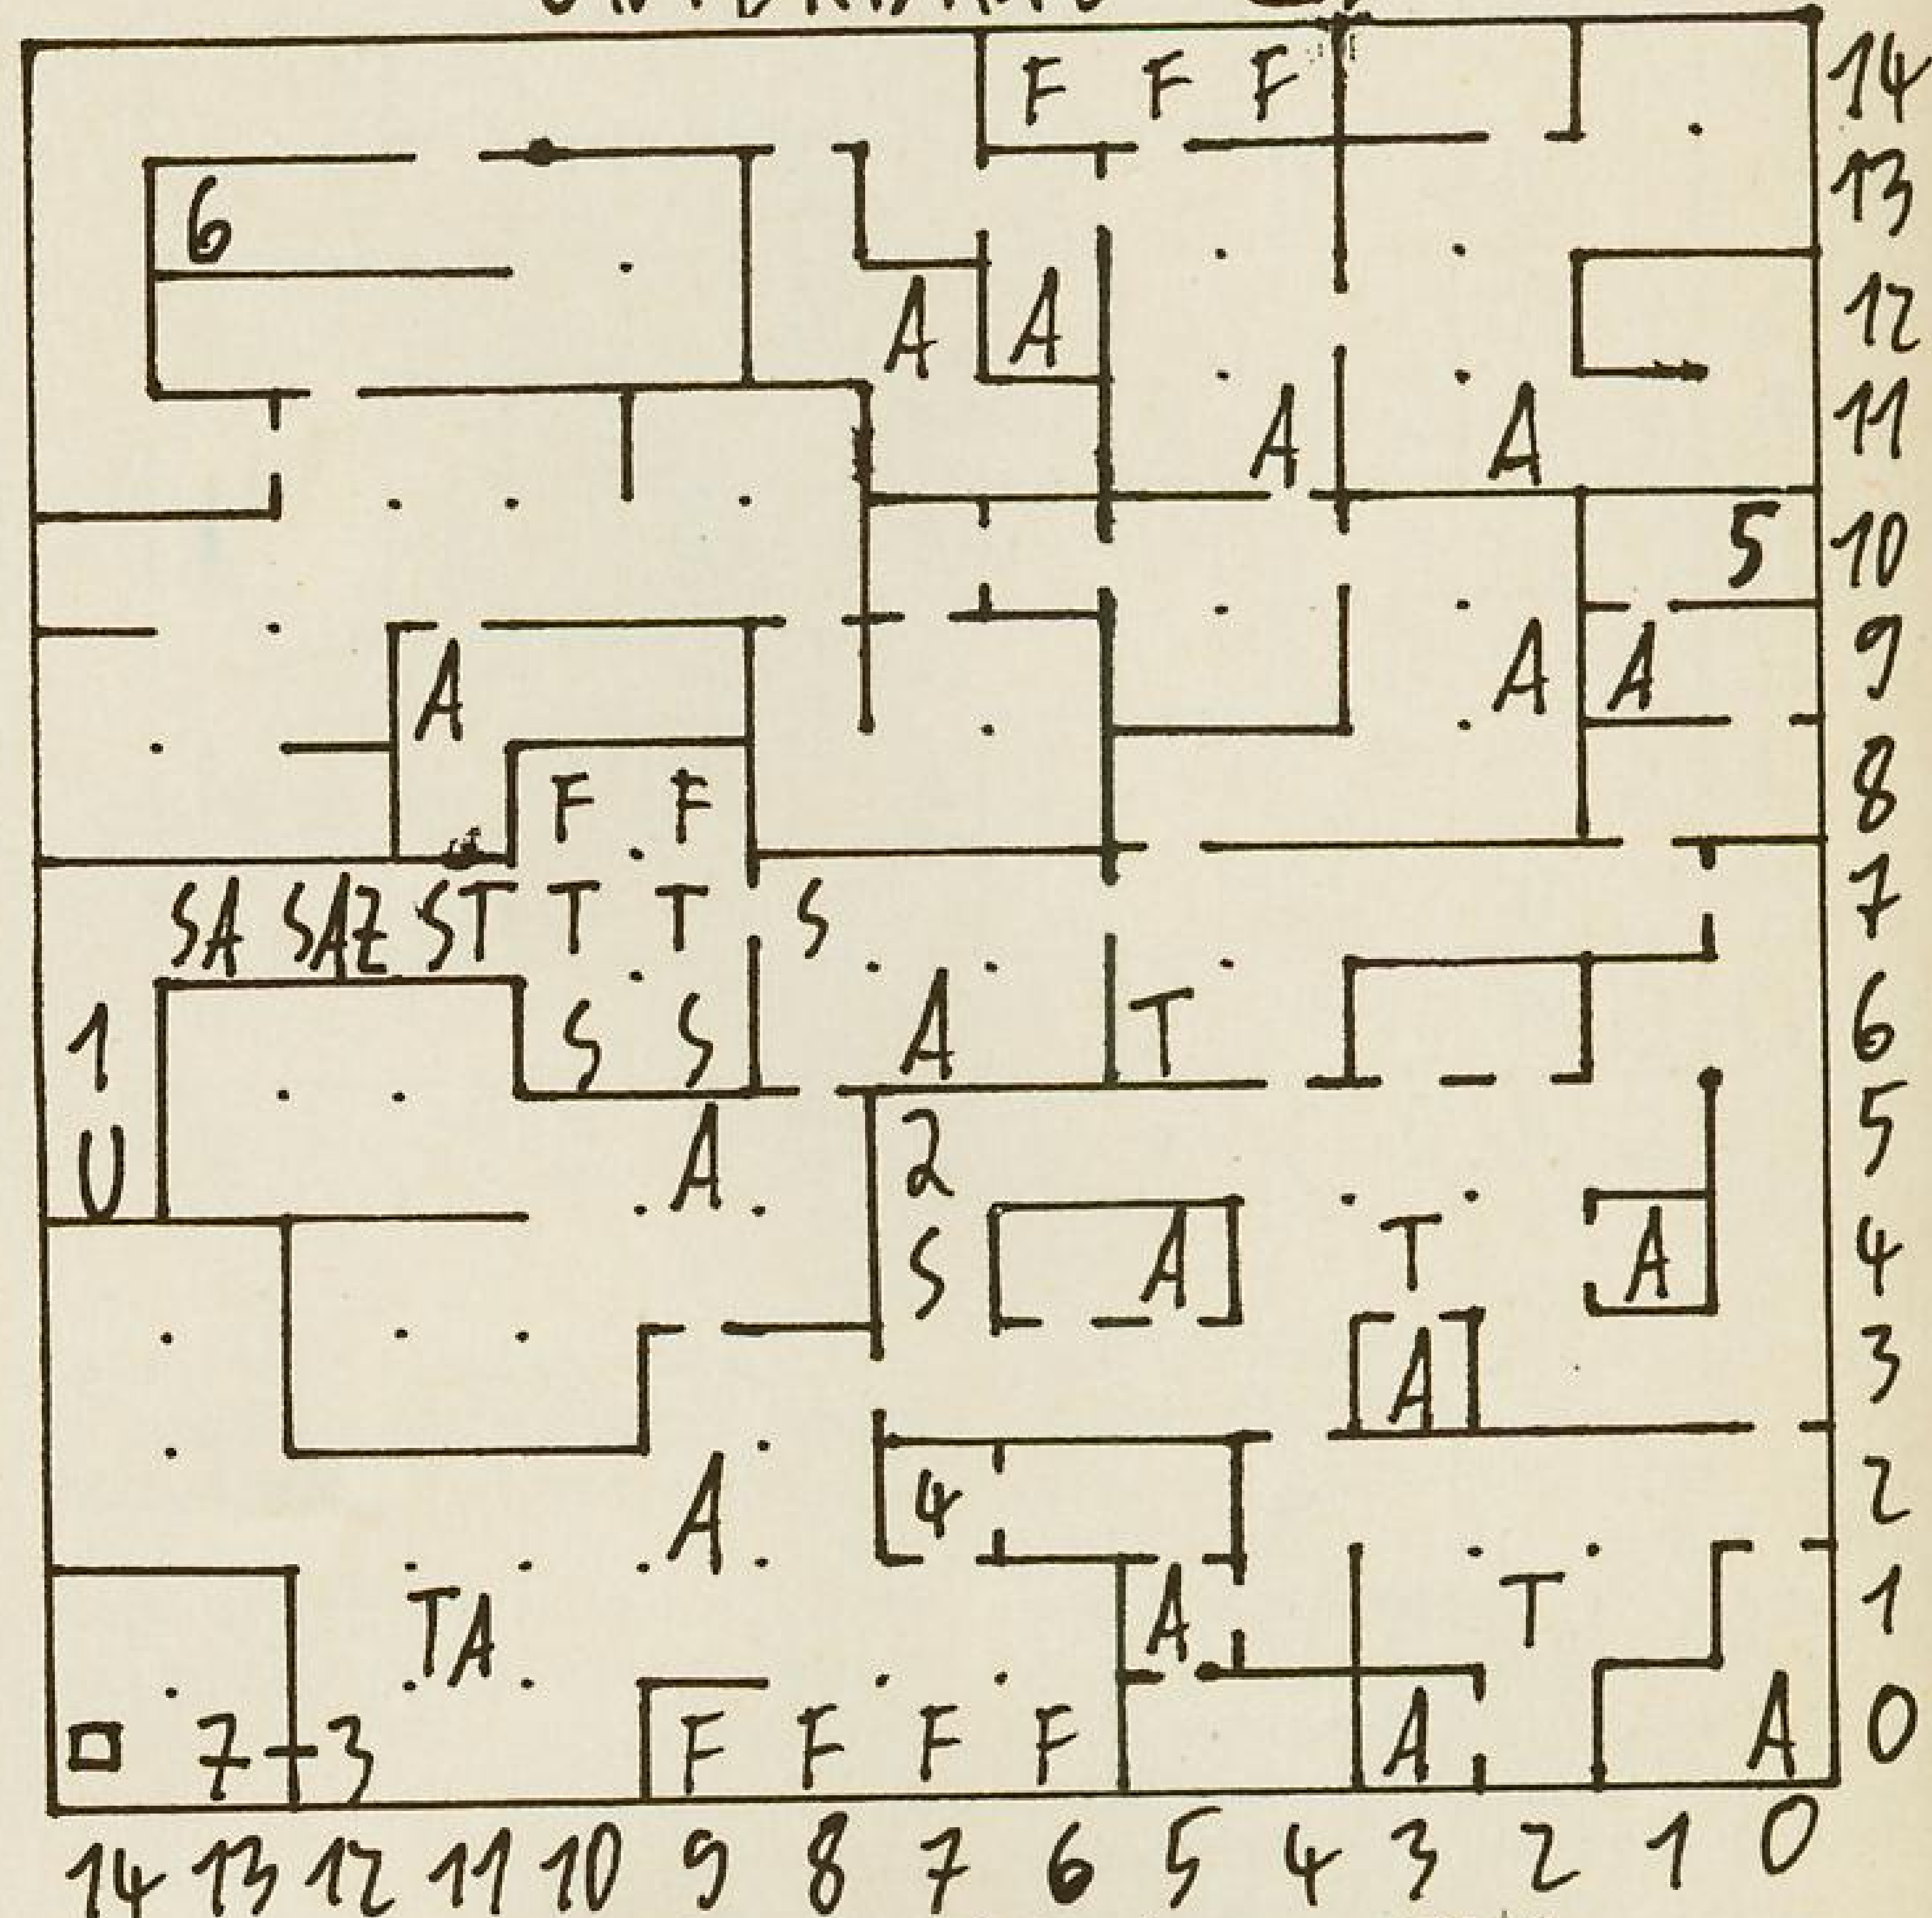 F F F 14
13
6
A A 12
A A 11
5 10
A A A 9
F F 8
SA SAZ ST T T S 7
1 S S A T 6
U A 2 5
S A T A 4
A 3
A 4 2
TA A T 1
7 3 F F F F A A 0
14 13 12 11 10 9 8 7 6 5 4 3 2 1 0